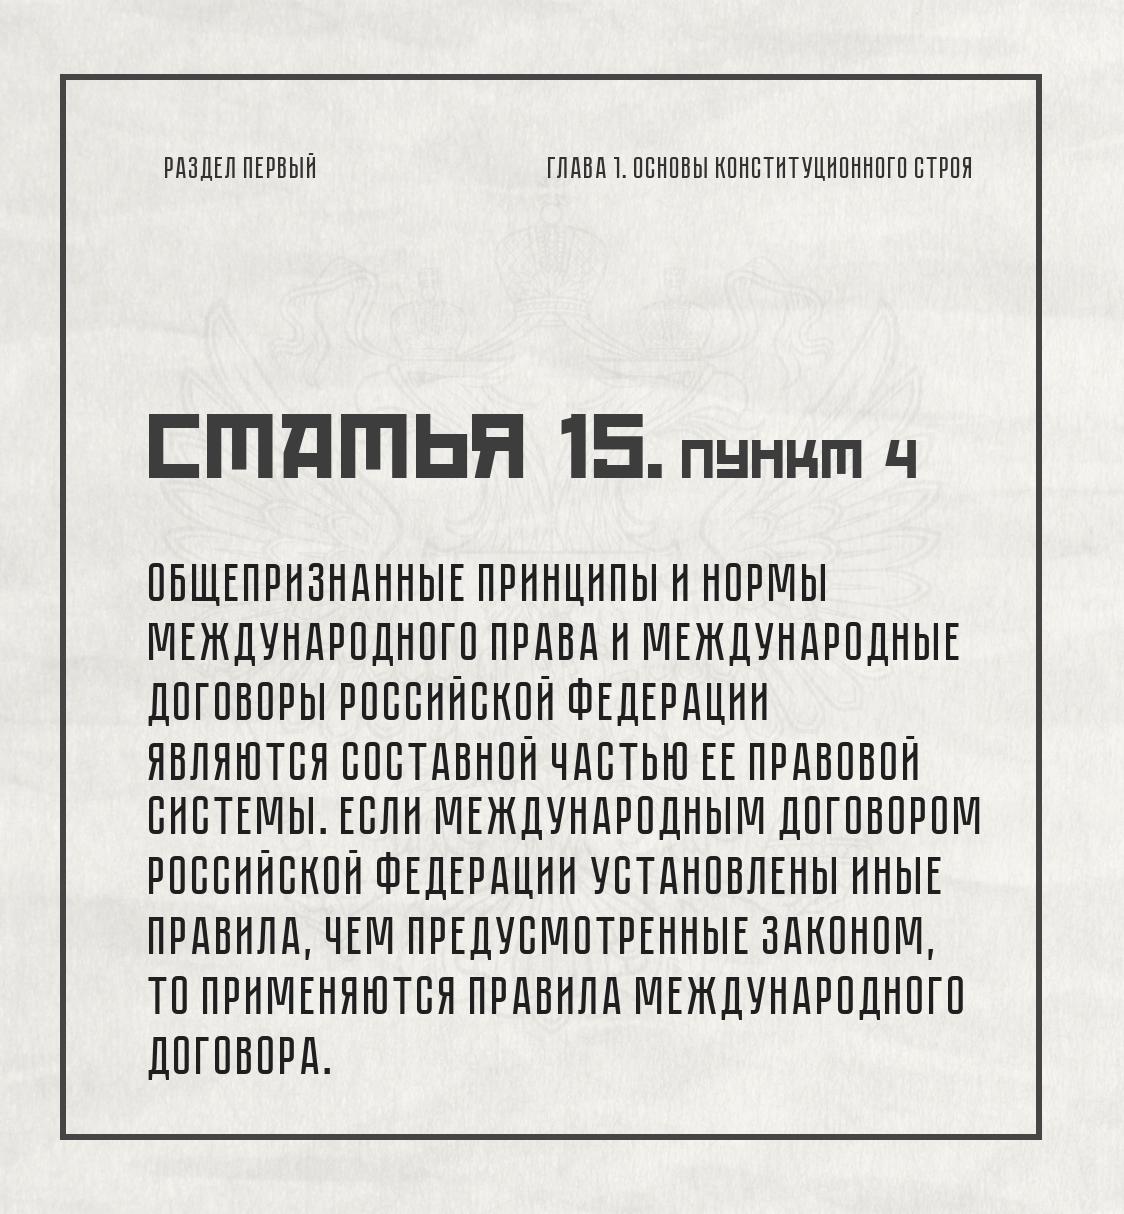 РАЗДЕЛ ПЕРВЫЙ
ГЛАВА 1. ОСНОВЫ КОНСТИТУЦИОННОГО СТРОЯ
СТАТЬЯ 15. ПУНКТ 4
ОБЩЕПРИЗНАННЫЕ ПРИНЦИПЫ И НОРМЫ
МЕЖДУНАРОДНОГО ПРАВА И МЕЖДУНАРОДНЫЕ
ДОГОВОРЫ РОССИЙСКОЙ ФЕДЕРАЦИИ
ЯВЛЯЮТСЯ СОСТАВНОЙ ЧАСТЬЮ ЕЕ ПРАВОВОЙ
СИСТЕМЫ. ЕСЛИ МЕЖДУНАРОДНЫМ ДОГОВОРОМ
РОССИЙСКОЙ ФЕДЕРАЦИИ УСТАНОВЛЕНЫ ИНЫЕ
ПРАВИЛА, ЧЕМ ПРЕДУСМОТРЕННЫЕ ЗАКОНОМ,
ТО ПРИМЕНЯЮТСЯ ПРАВИЛА МЕЖДУНАРОДНОГО
ДОГОВОРА.